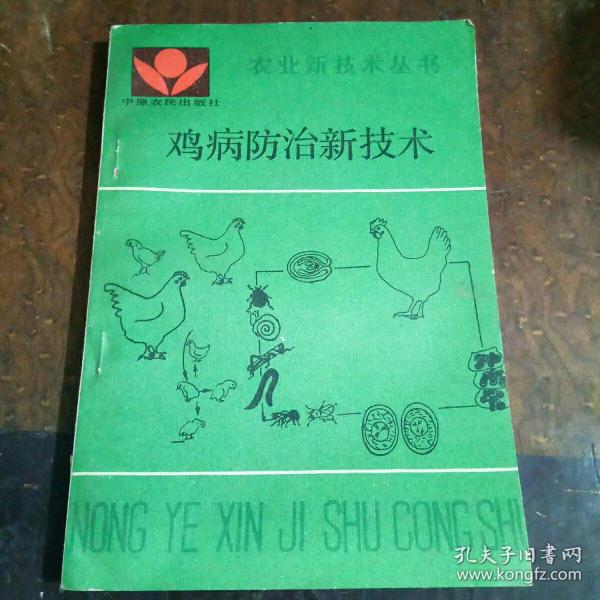 农业新技术丛书
中原农民出版社
鸡病防治新技术
NONG YE XIN JI SHU CONG SHU
孔夫子旧书网
www.kongfz.com